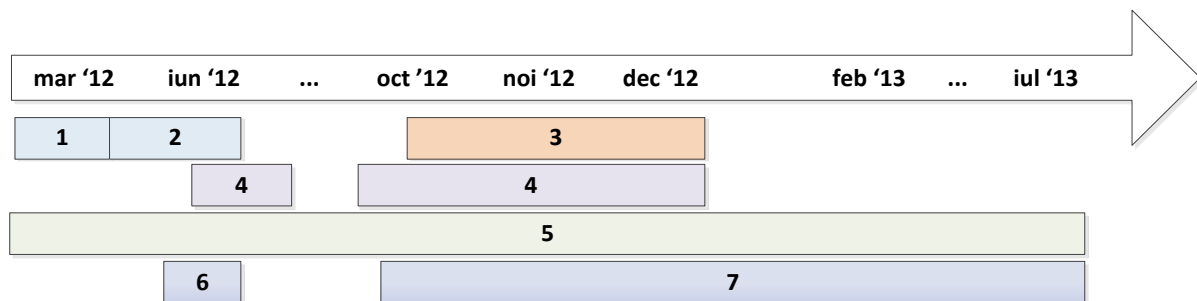 mar ‘12 iun ‘12 ... oct ’12 noi ‘12 dec ‘12 feb ‘13 ... iul ‘13
1 2 3
4 4
5
6 7